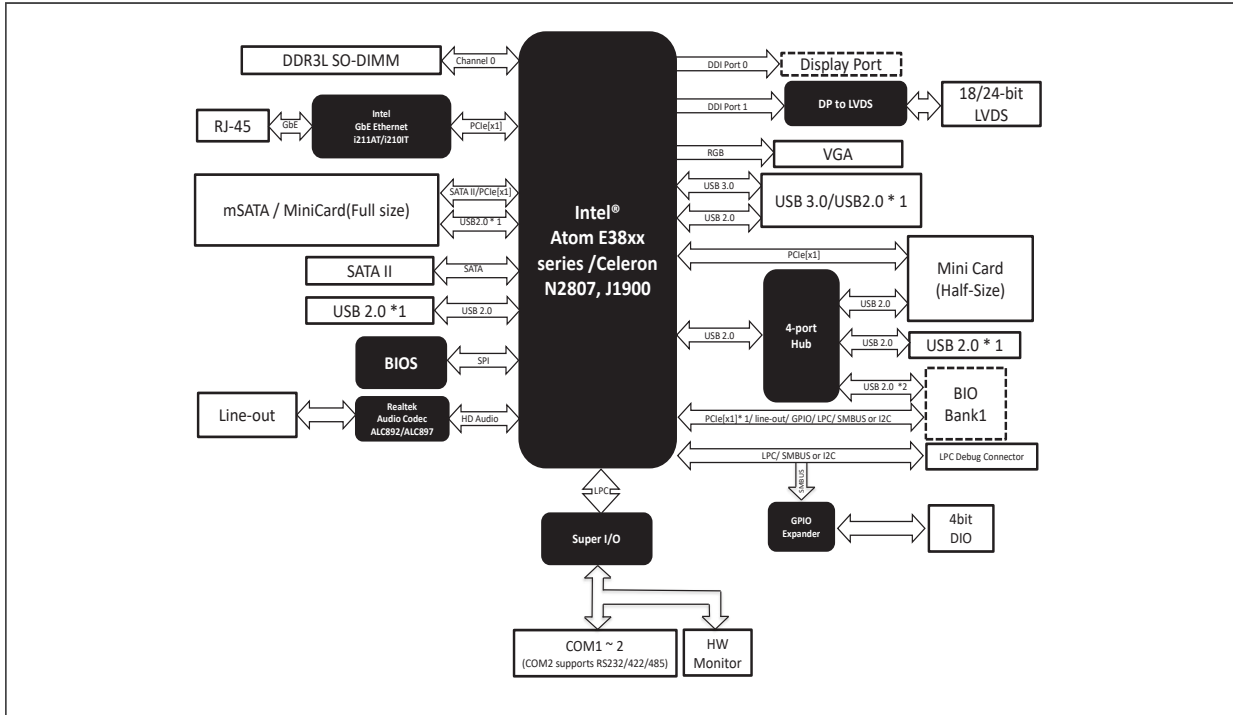 DDR3L SO-DIMM
Channel 0
RJ-45
GbE
Intel
GbE Ethernet
i211AT/i210IT
PCIe[x1]
mSATA / MiniCard(Full size)
SATA II/PCIe[x1]
USB2.0 * 1
SATA II
SATA
USB 2.0 *1
USB 2.0
BIOS
SPI
Line-out
Realtek
Audio Codec
ALC892/ALC897
HD Audio
Intel®
Atom E38xx
series /Celeron
N2807, J1900
DDI Port 0
Display Port
DDI Port 1
DP to LVDS
18/24-bit
LVDS
RGB
VGA
USB 3.0
USB 2.0
USB 3.0/USB2.0 * 1
PCIe[x1]
Mini Card
(Half-Size)
USB 2.0
4-port
Hub
USB 2.0
USB 2.0
USB 2.0 * 1
USB 2.0 *2
BIO
Bank1
PCIe[x1]* 1/ line-out/ GPIO/ LPC/ SMBUS or I2C
LPC/ SMBUS or I2C
LPC Debug Connector
SMBUS
GPIO
Expander
4bit
DIO
LPC
Super I/O
COM1 ~ 2
(COM2 supports RS232/422/485)
HW
Monitor